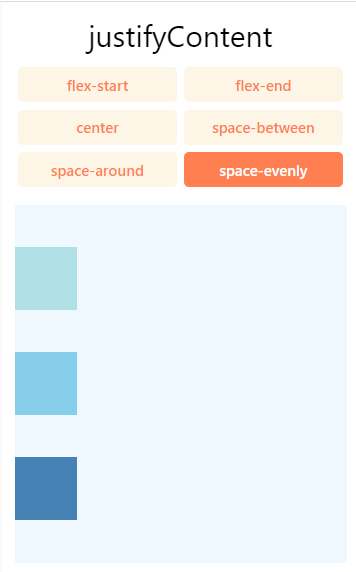 justifyContent
flex-start
flex-end
center
space-between
space-around
space-evenly